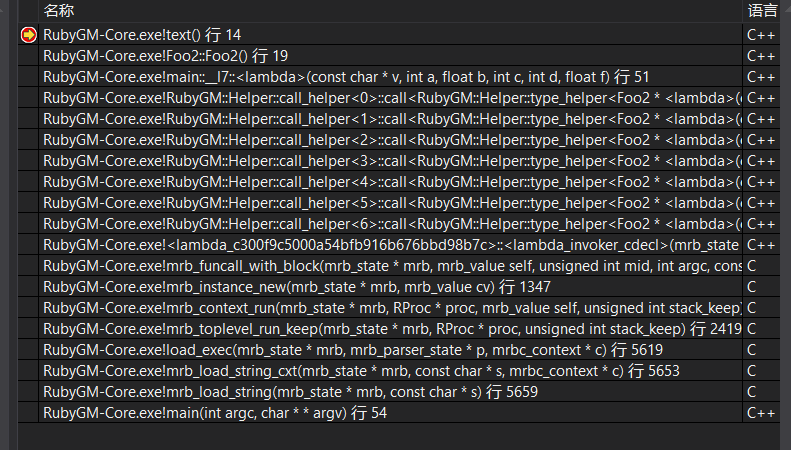 名称 语言
RubyGM-Core.exe!text() 行 14 C++
RubyGM-Core.exe!Foo2::Foo2() 行 19 C++
RubyGM-Core.exe!main::__l7::<lambda>(const char * v, int a, float b, int c, int d, float f) 行 51 C++
RubyGM-Core.exe!RubyGM::Helper::call_helper<0>::call<RubyGM::Helper::type_helper<Foo2 * <lambda>(c C++
RubyGM-Core.exe!RubyGM::Helper::call_helper<1>::call<RubyGM::Helper::type_helper<Foo2 * <lambda>(c C++
RubyGM-Core.exe!RubyGM::Helper::call_helper<2>::call<RubyGM::Helper::type_helper<Foo2 * <lambda>(c C++
RubyGM-Core.exe!RubyGM::Helper::call_helper<3>::call<RubyGM::Helper::type_helper<Foo2 * <lambda>(c C++
RubyGM-Core.exe!RubyGM::Helper::call_helper<4>::call<RubyGM::Helper::type_helper<Foo2 * <lambda>(c C++
RubyGM-Core.exe!RubyGM::Helper::call_helper<5>::call<RubyGM::Helper::type_helper<Foo2 * <lambda>(c C++
RubyGM-Core.exe!RubyGM::Helper::call_helper<6>::call<RubyGM::Helper::type_helper<Foo2 * <lambda>(c C++
RubyGM-Core.exe!<lambda_c300f9c5000a54bfb916b676bbd98b7c>::<lambda_invoker_cdecl>(mrb_state C++
RubyGM-Core.exe!mrb_funcall_with_block(mrb_state * mrb, mrb_value self, unsigned int mid, int argc, cons C
RubyGM-Core.exe!mrb_instance_new(mrb_state * mrb, mrb_value cv) 行 1347 C
RubyGM-Core.exe!mrb_context_run(mrb_state * mrb, RProc * proc, mrb_value self, unsigned int stack_keep) C
RubyGM-Core.exe!mrb_toplevel_run_keep(mrb_state * mrb, RProc * proc, unsigned int stack_keep) 行 2419 C
RubyGM-Core.exe!load_exec(mrb_state * mrb, mrb_parser_state * p, mrbc_context * c) 行 5619 C
RubyGM-Core.exe!mrb_load_string_cxt(mrb_state * mrb, const char * s, mrbc_context * c) 行 5653 C
RubyGM-Core.exe!mrb_load_string(mrb_state * mrb, const char * s) 行 5659 C
RubyGM-Core.exe!main(int argc, char * * argv) 行 54 C++